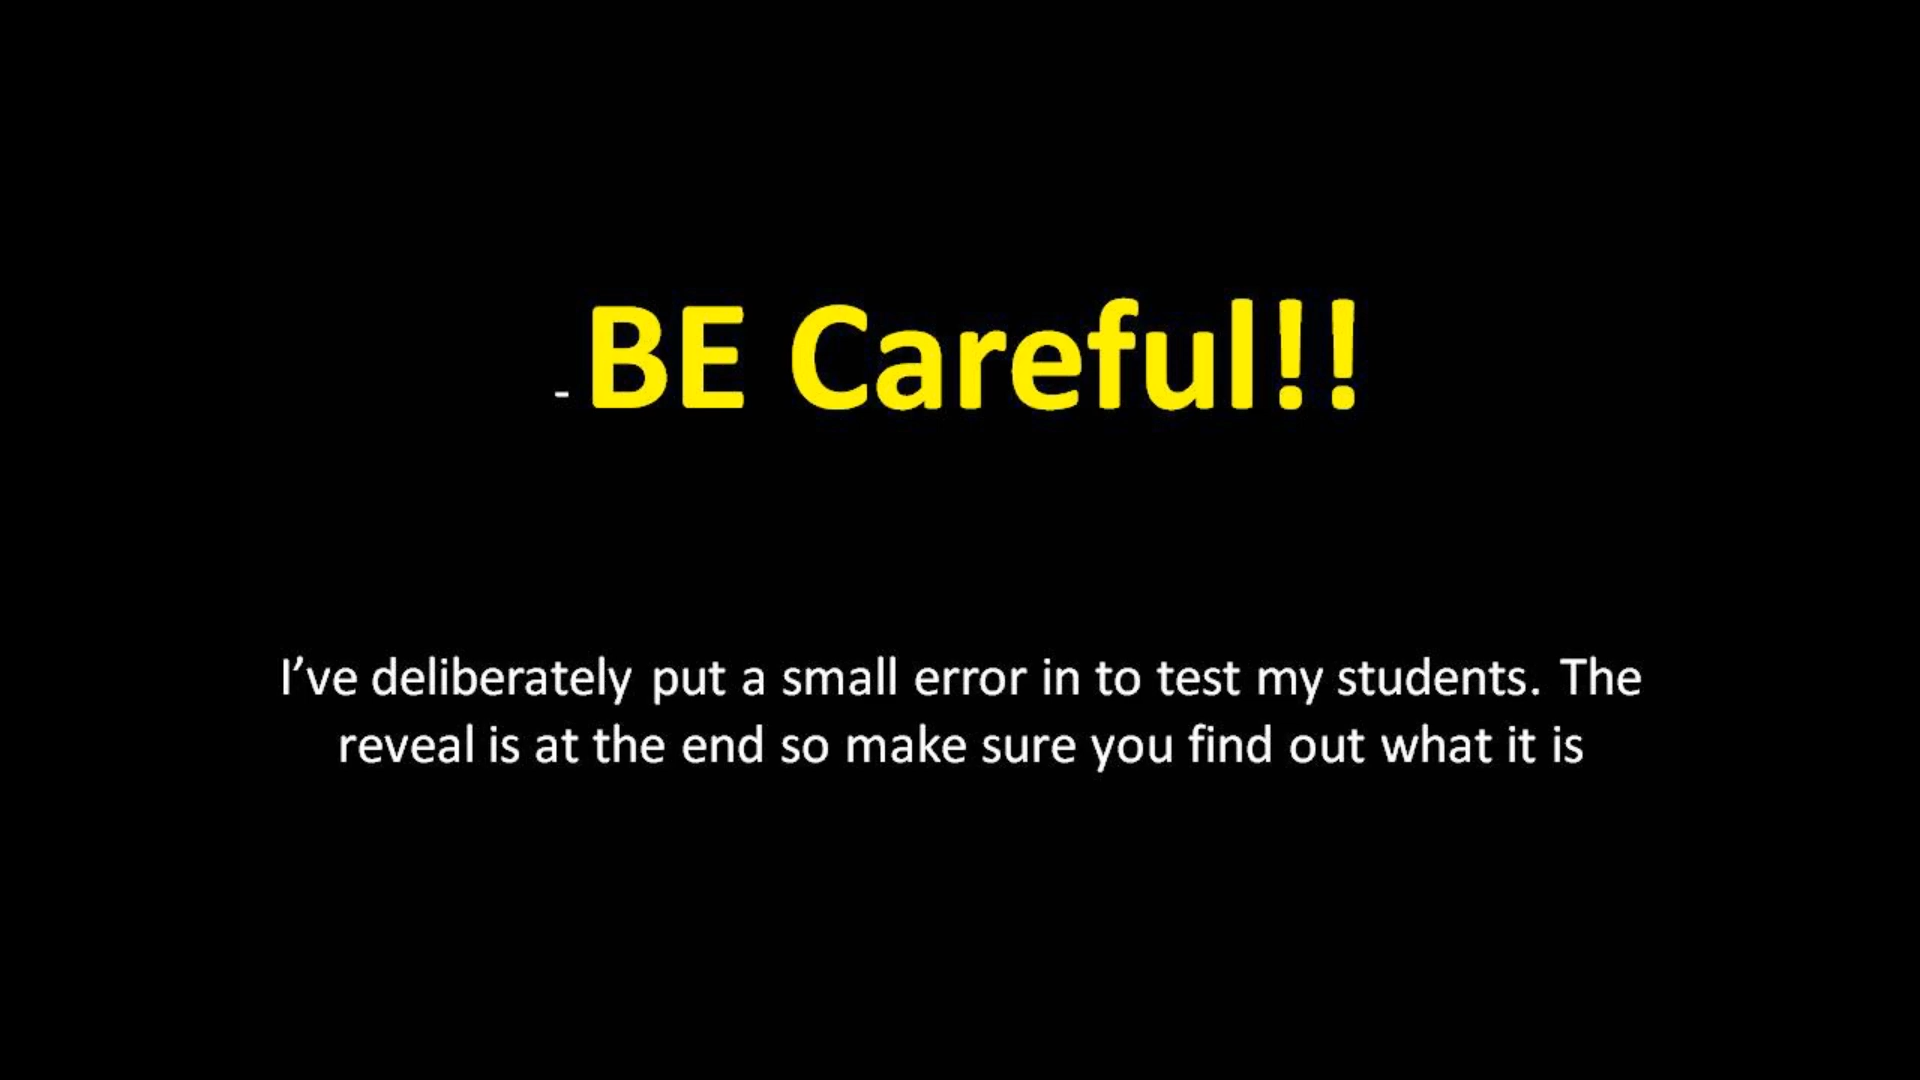 - BE Careful!!
I’ve deliberately put a small error in to test my students. The
reveal is at the end so make sure you find out what it is